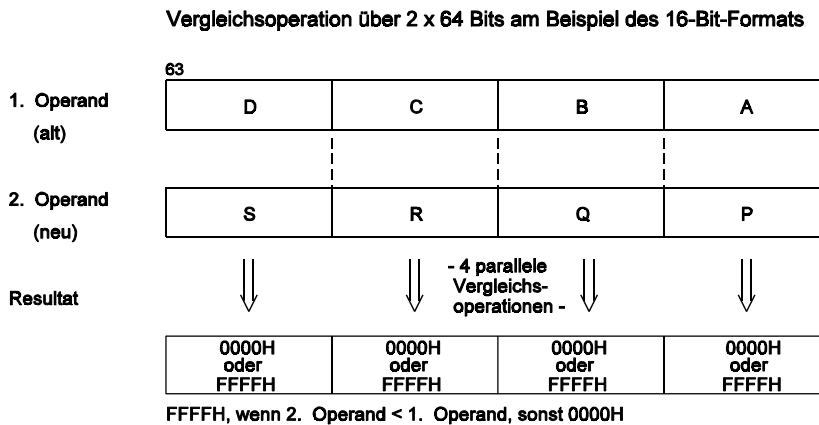 Vergleichsoperation über 2 x 64 Bits am Beispiel des 16-Bit-Formats
63
1. Operand
(alt)
D C B A
2. Operand
(neu)
S R Q P
- 4 parallele
Vergleichs-
operationen -
Resultat
0000H 0000H 0000H 0000H
oder oder oder oder
FFFFH FFFFH FFFFH FFFFH
FFFFH, wenn 2. Operand < 1. Operand, sonst 0000H